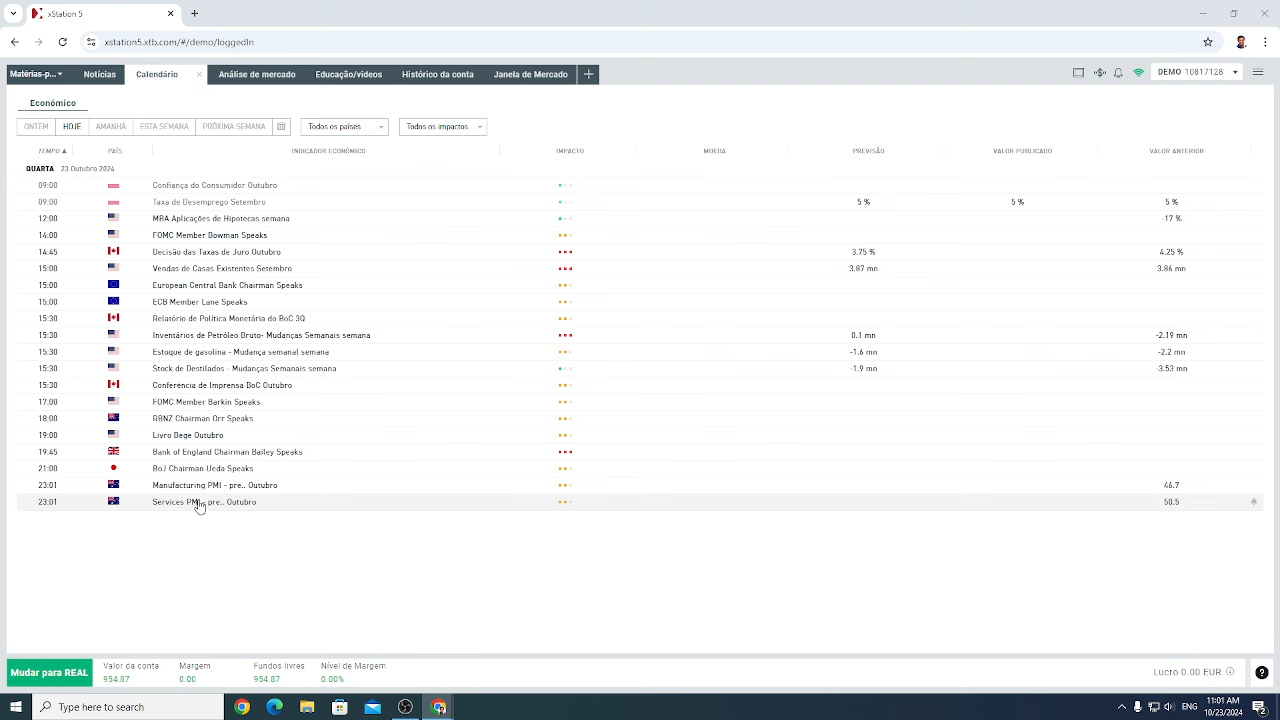 xStation 5
xstation5.xtb.com/#/demo/loggedIn
Matérias-p... Notícias Calendário Análise de mercado Educação/vídeos Histórico da conta Janela de Mercado DEMO 10817128
Económico
ONTEM HOJE AMANHÃ ESTA SEMANA PRÓXIMA SEMANA Todos os países Todos os impactos
TEMPO ▲ PAÍS INDICADOR ECONÔMICO IMPACTO MOEDA PREVISÃO VALOR PUBLICADO VALOR ANTERIOR
QUARTA 23 Outubro 2024
09:00 Confiança do Consumidor Outubro
09:00 Taxa de Desemprego Setembro 5 % 5 % 5 %
12:00 MBA Aplicações de Hipotecas semana -17 %
14:00 FOMC Member Bowman Speaks
14:45 Decisão das Taxas de Juro Outubro 3.75 % 4.25 %
15:00 Vendas de Casas Existentes Setembro 3.87 mn 3.86 mn
15:00 European Central Bank Chairman Speaks
15:00 ECB Member Lane Speaks
15:30 Relatório de Política Monetária do BoC 3Q
15:30 Inventários de Petróleo Bruto- Mudanças Semanais semana 0.1 mn -2.19 mn
15:30 Estoque de gasolina - Mudança semanal semana -1.6 mn -2.2 mn
15:30 Stock de Destilados - Mudanças Semanais semana -1.9 mn -3.53 mn
15:30 Conferência de Imprensa BoC Outubro
17:00 FOMC Member Barkin Speaks
18:00 RBNZ Chairman Orr Speaks
19:00 Livro Bege Outubro
19:45 Bank of England Chairman Bailey Speaks
21:00 BoJ Chairman Ueda Speaks
23:01 Manufacturing PMI - pre.. Outubro 46.7
23:01 Services PMI - pre.. Outubro 50.5
Mudar para REAL Valor da conta Margem Fundos livres Nível de Margem Lucro 0.00 EUR
954.87 0.00 954.87 0.00%
Type here to search ENG 11:01 AM
10/23/2024